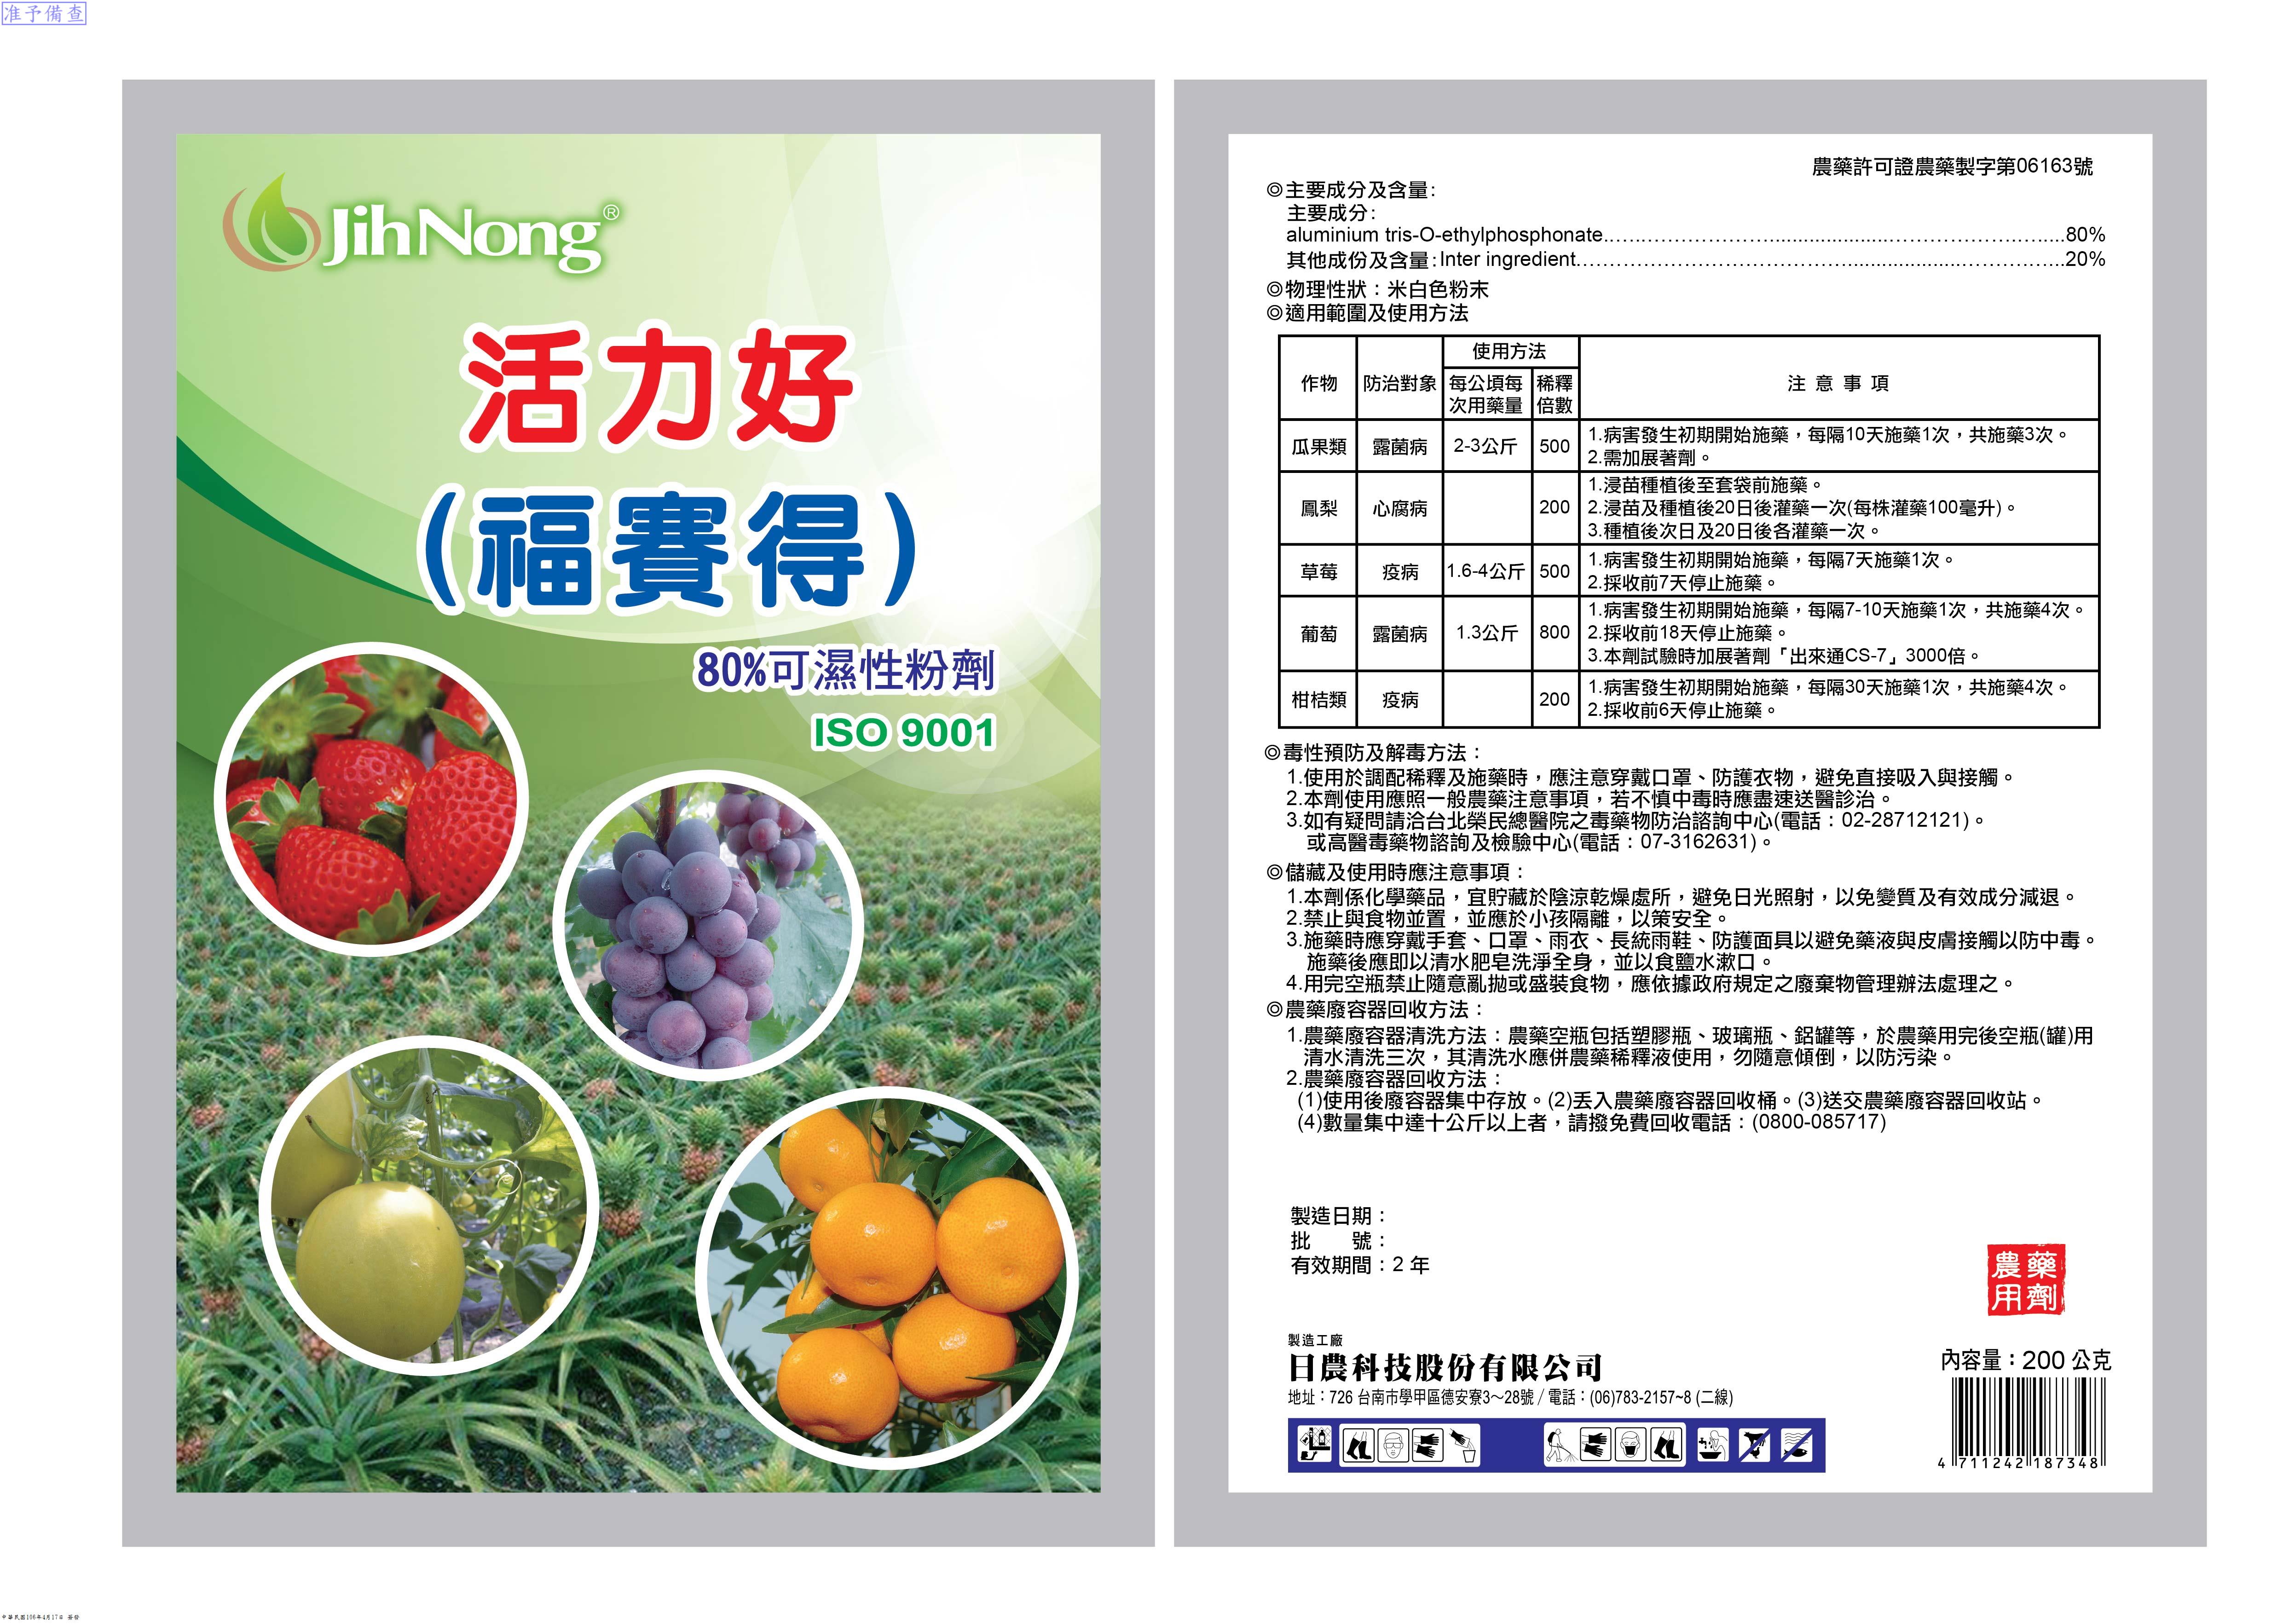 准予備查
JihNong®
活力好
(福賽得)
80%可濕性粉劑
ISO 9001
農藥許可證農藥製字第06163號
◎主要成分及含量:
主要成分:
aluminium tris-O-ethylphosphonate............................................................80%
其他成份及含量:Inter ingredient............................................................20%
◎物理性狀：米白色粉末
◎適用範圍及使用方法
作物 防治對象 使用方法 注意事項
每公頃每次用藥量 稀釋倍數
瓜果類 露菌病 2-3公斤 500 1.病害發生初期開始施藥，每隔10天施藥1次，共施藥3次。
2.需加展著劑。
鳳梨 心腐病 200 1.浸苗種植後至套袋前施藥。
2.浸苗及種植後20日後灌藥一次(每株灌藥100毫升)。
3.種植後次日及20日後各灌藥一次。
草莓 疫病 1.6-4公斤 500 1.病害發生初期開始施藥，每隔7天施藥1次。
2.採收前7天停止施藥。
葡萄 露菌病 1.3公斤 800 1.病害發生初期開始施藥，每隔7-10天施藥1次，共施藥4次。
2.採收前18天停止施藥。
3.本劑試驗時加展著劑「出來通CS-7」3000倍。
柑桔類 疫病 200 1.病害發生初期開始施藥，每隔30天施藥1次，共施藥4次。
2.採收前6天停止施藥。
◎毒性預防及解毒方法：
1.使用於調配稀釋及施藥時，應注意穿戴口罩、防護衣物，避免直接吸入與接觸。
2.本劑使用應照一般農藥注意事項，若不慎中毒時應盡速送醫診治。
3.如有疑問請洽台北榮民總醫院之毒藥物防治諮詢中心(電話：02-28712121)。
或高醫毒藥物諮詢及檢驗中心(電話：07-3162631)。
◎儲藏及使用時應注意事項：
1.本劑係化學藥品，宜貯藏於陰涼乾燥處所，避免日光照射，以免變質及有效成分減退。
2.禁止與食物並置，並應於小孩隔離，以策安全。
3.施藥時應穿戴手套、口罩、雨衣、長統雨鞋、防護面具以避免藥液與皮膚接觸以防中毒。
施藥後應即以清水肥皂洗淨全身，並以食鹽水漱口。
4.用完空瓶禁止隨意亂拋或盛裝食物，應依據政府規定之廢棄物管理辦法處理之。
◎農藥廢容器回收方法：
1.農藥廢容器清洗方法：農藥空瓶包括塑膠瓶、玻璃瓶、鋁罐等，於農藥用完後空瓶(罐)用
清水清洗三次，其清洗水應併農藥稀釋液使用，勿隨意傾倒，以防污染。
2.農藥廢容器回收方法：
(1)使用後廢容器集中存放。(2)丟入農藥廢容器回收桶。(3)送交農藥廢容器回收站。
(4)數量集中達十公斤以上者，請撥免費回收電話：(0800-085717)
製造日期：
批　　號：
有效期間：2 年
農藥
用劑
製造工廠
日農科技股份有限公司
地址：726 台南市學甲區德安寮3～28號 / 電話：(06)783-2157~8 (二線)
內容量：200 公克
4 711242 187348
中華民國106年4月17日 簽發